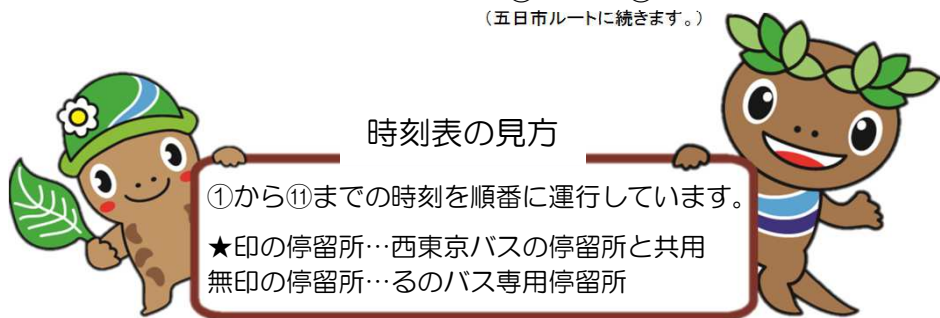 (五日市ルートに続きます。)
時刻表の見方
①から⑪までの時刻を順番に運行しています。
★印の停留所…西東京バスの停留所と共用
無印の停留所…るのバス専用停留所